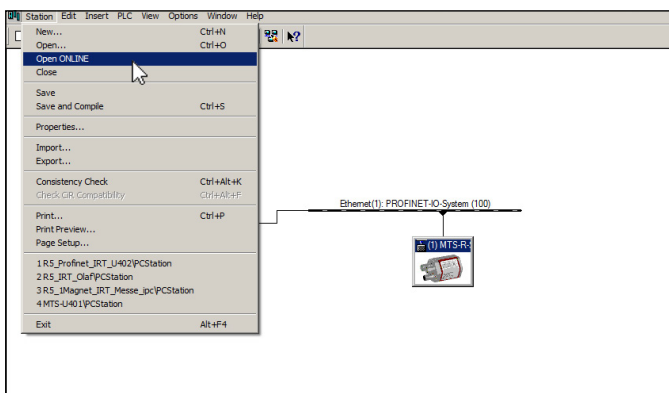 Station Edit Insert PLC View Options Window Help
New... Ctrl+N
Open... Ctrl+O
Open ONLINE
Close
Save
Save and Compile Ctrl+S
Properties...
Import...
Export...
Consistency Check Ctrl+Alt+K
Check CiR-Compatibility Ctrl+Alt+F
Print... Ctrl+P
Print Preview...
Page Setup...
1 R5_Profinet_IRT_U402\PCStation
2 R5_IRT_Olaf\PCStation
3 R5_1Magnet_IRT_Messe_ipc\PCStation
4 MTS-U401\PCStation
Exit Alt+F4
Ethernet(1): PROFINET-IO-System (100)
(1) MTS-R-